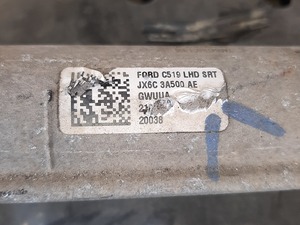 FORD C519 LHD SRT
JX6C 3A500 AE
GWUUA
20038